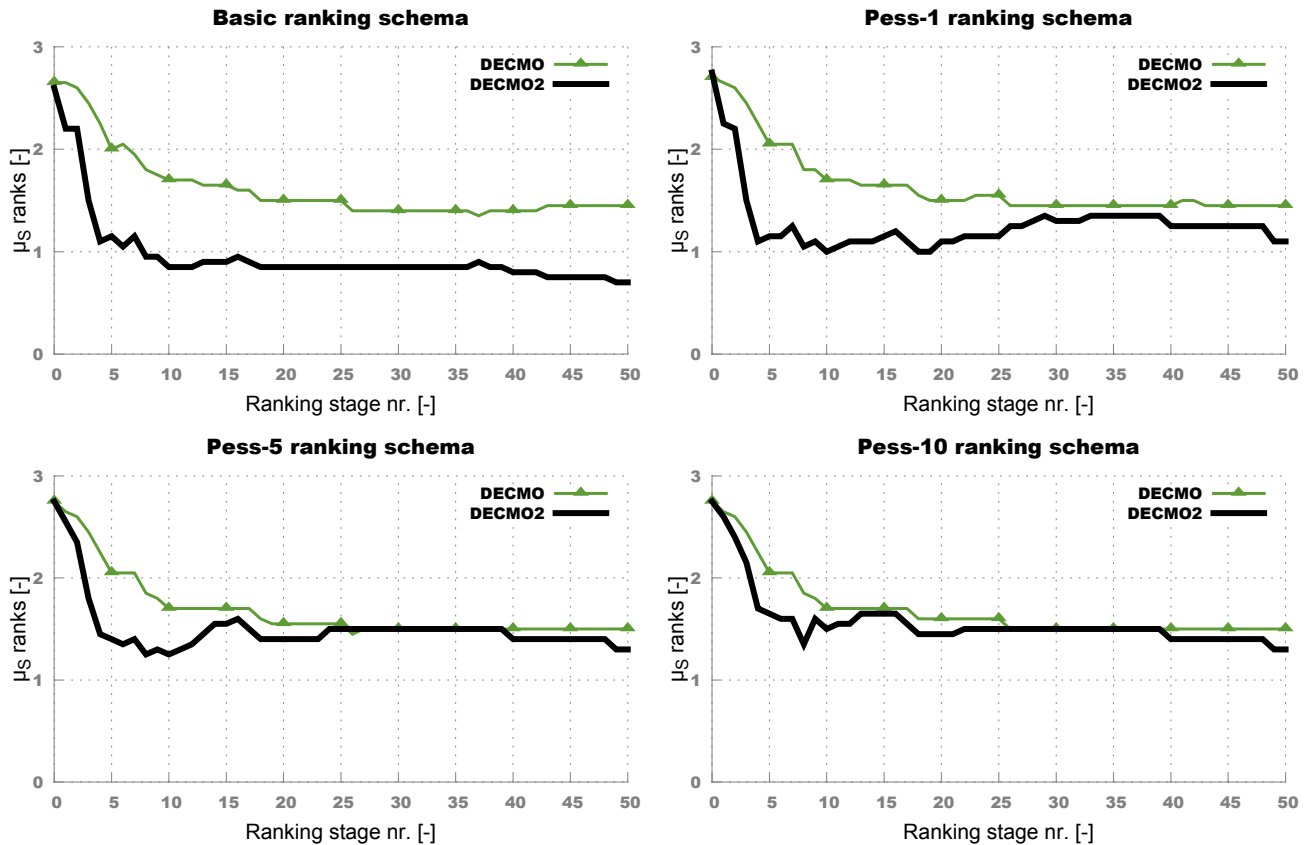 Basic ranking schema
3
2
1
0
μS ranks [-]
DECMO
DECMO2
0 5 10 15 20 25 30 35 40 45 50
Ranking stage nr. [-]
Pess-1 ranking schema
3
2
1
0
μS ranks [-]
DECMO
DECMO2
0 5 10 15 20 25 30 35 40 45 50
Ranking stage nr. [-]
Pess-5 ranking schema
3
2
1
0
μS ranks [-]
DECMO
DECMO2
0 5 10 15 20 25 30 35 40 45 50
Ranking stage nr. [-]
Pess-10 ranking schema
3
2
1
0
μS ranks [-]
DECMO
DECMO2
0 5 10 15 20 25 30 35 40 45 50
Ranking stage nr. [-]